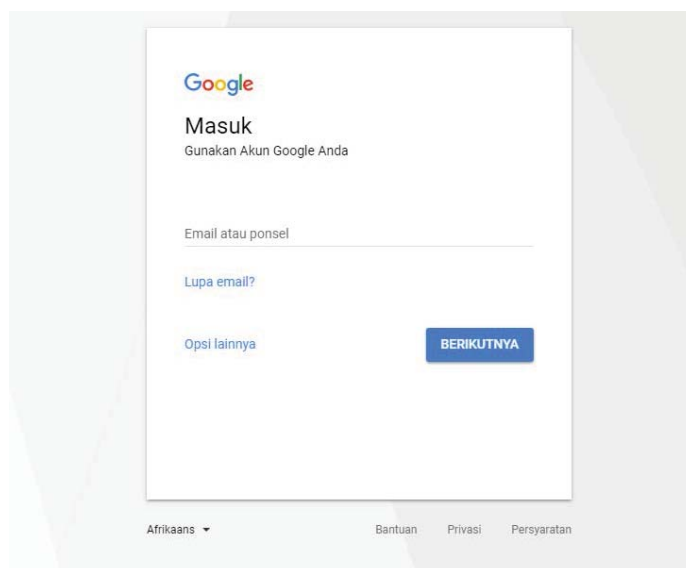 Google
Masuk
Gunakan Akun Google Anda
Email atau ponsel
Lupa email?
Opsi lainnya BERIKUTNYA
Afrikaans Bantuan Privasi Persyaratan